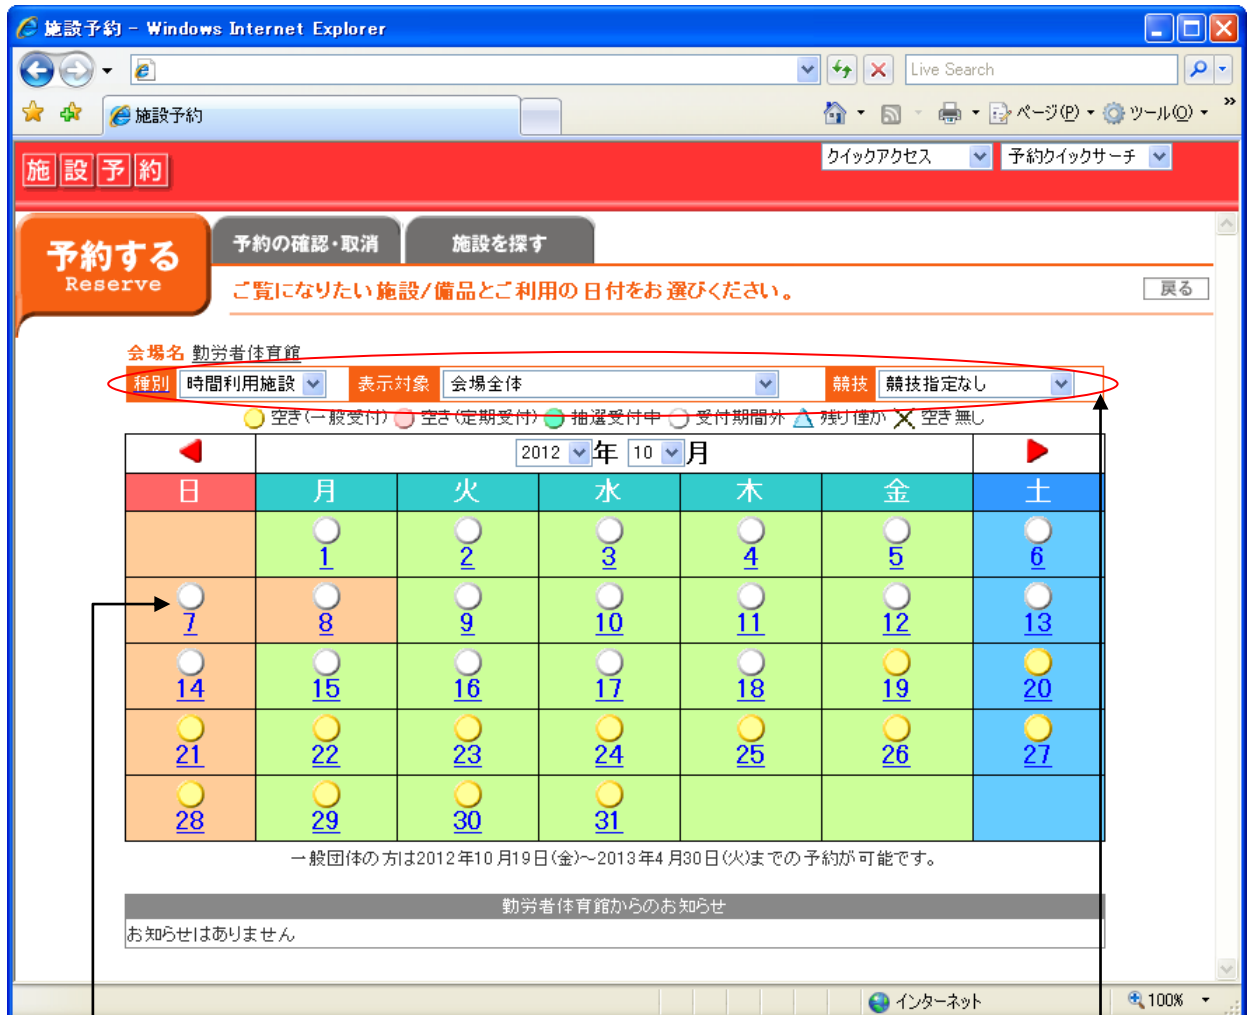 施設予約 - Windows Internet Explorer
Live Search
施設予約
ページ(P) ツール(O) »
施設予約
クイックアクセス 予約クイックサーチ
予約する 予約の確認・取消 施設を探す
Reserve
ご覧になりたい施設/備品とご利用の日付をお選びください。
戻る
会場名 勤労者体育館
種別 時間利用施設 表示対象 会場全体 競技 競技指定なし
空き(一般受付) 空き(定期受付) 抽選受付中 受付期間外 残り僅か 空き無し
2012 年 10 月
日 月 火 水 木 金 土
1 2 3 4 5 6
7 8 9 10 11 12 13
14 15 16 17 18 19 20
21 22 23 24 25 26 27
28 29 30 31
一般団体の方は2012年10月19日(金)～2013年4月30日(火)までの予約が可能です。
勤労者体育館からのお知らせ
お知らせはありません
インターネット 100%